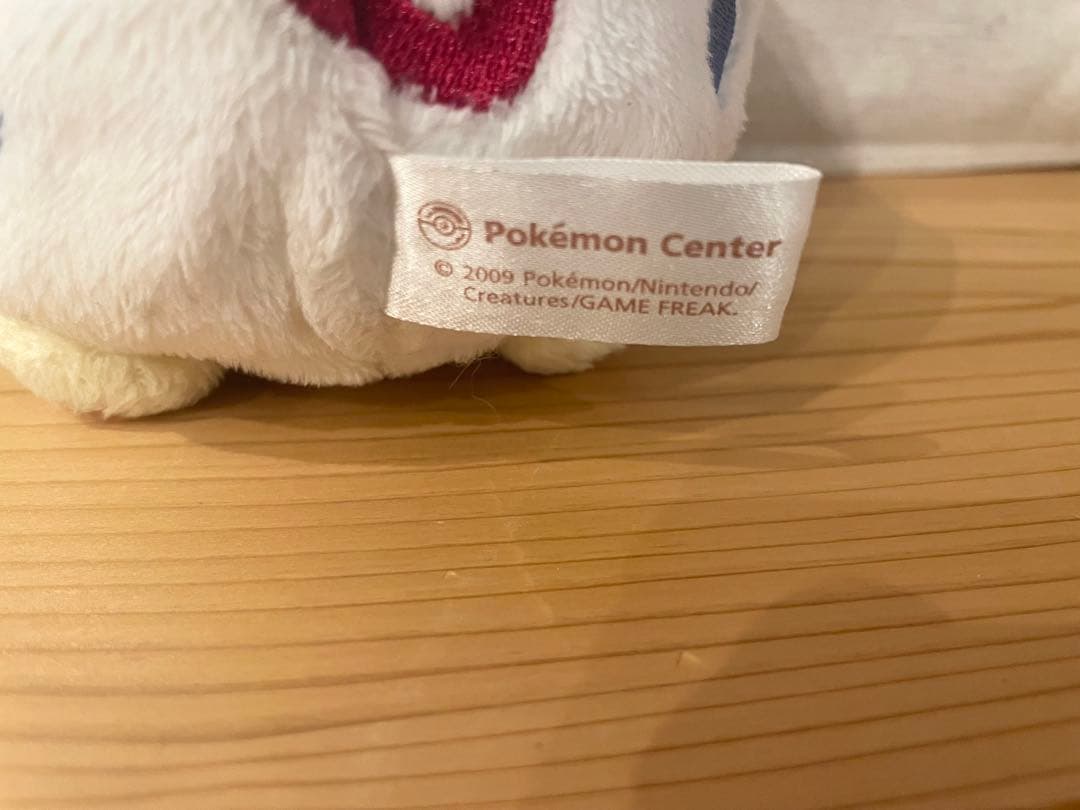 Pokémon Center
© 2009 Pokémon/Nintendo/
Creatures/GAME FREAK.